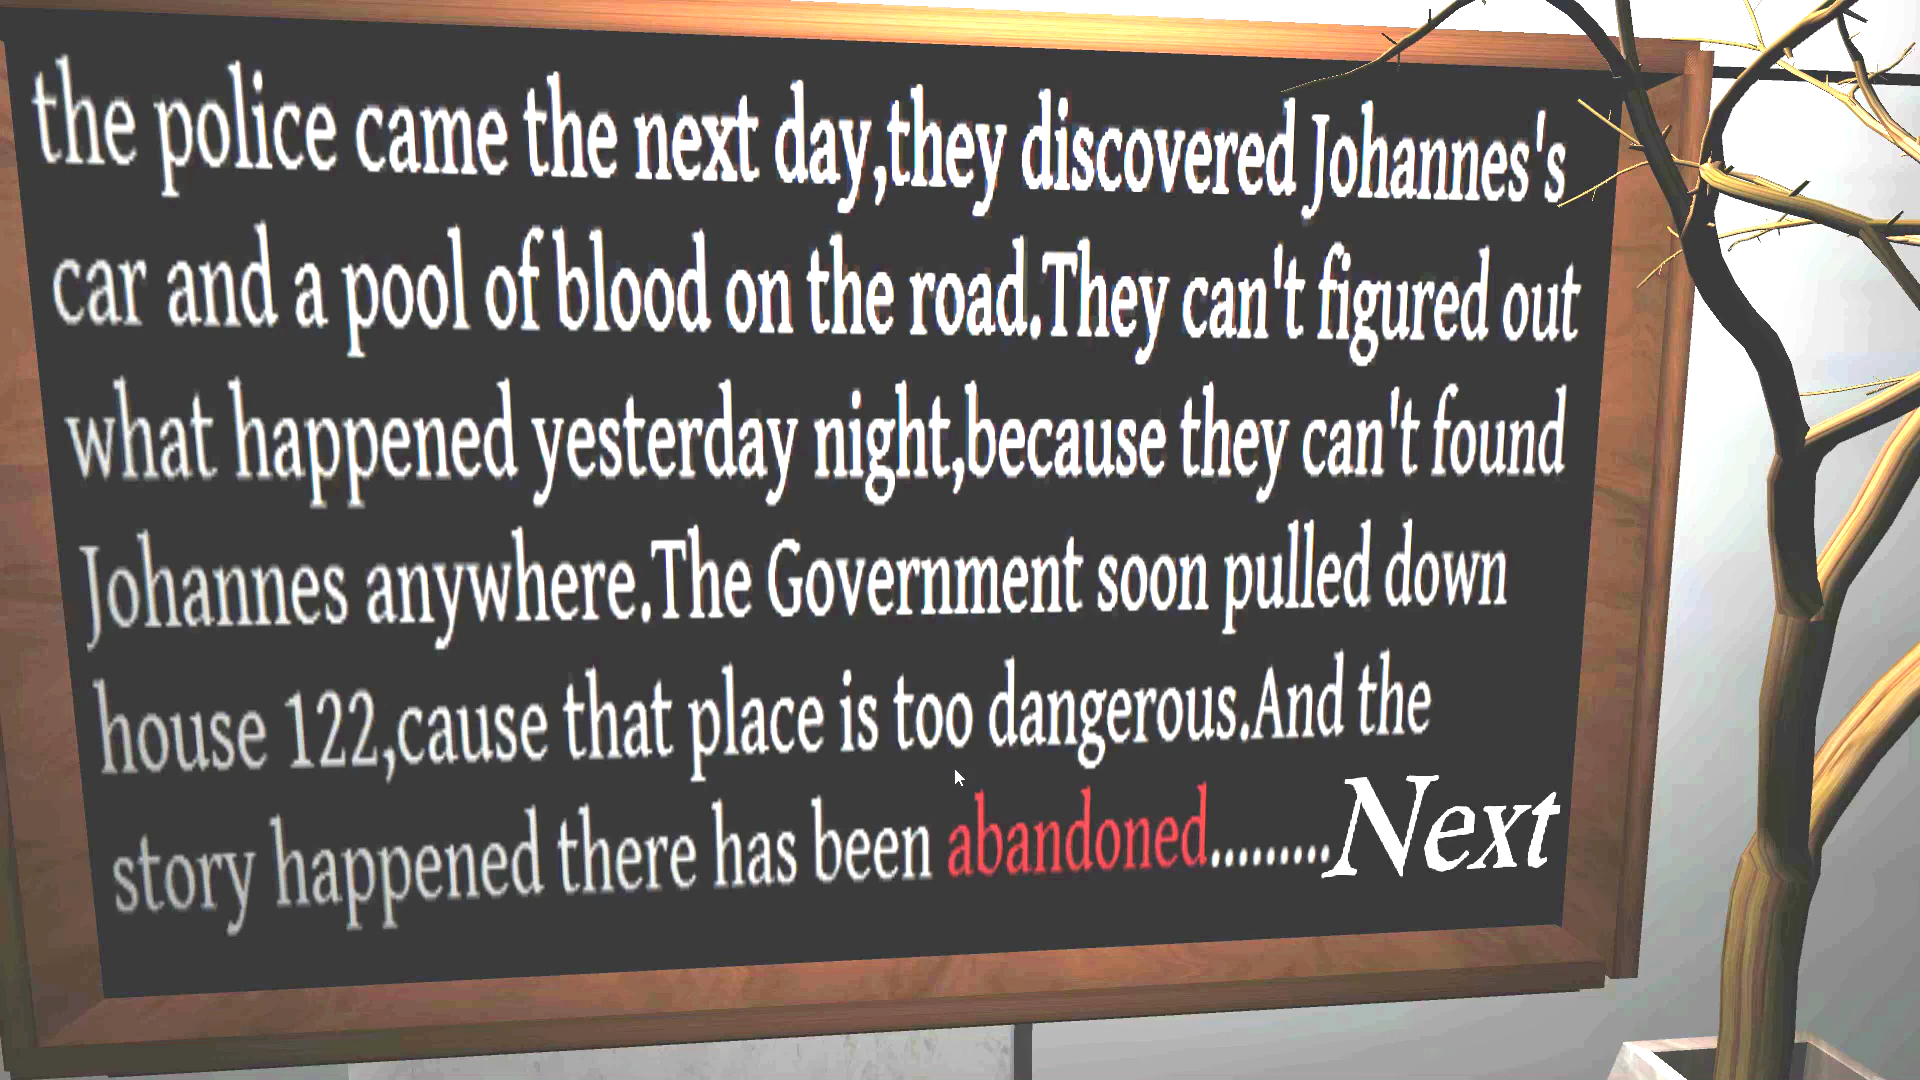 the police came the next day,they discovered Johannes's
car and a pool of blood on the road.They can't figured out
what happened yesterday night,because they can't found
Johannes anywhere.The Government soon pulled down
house 122,cause that place is too dangerous.And the
story happened there has been abandoned.........Next